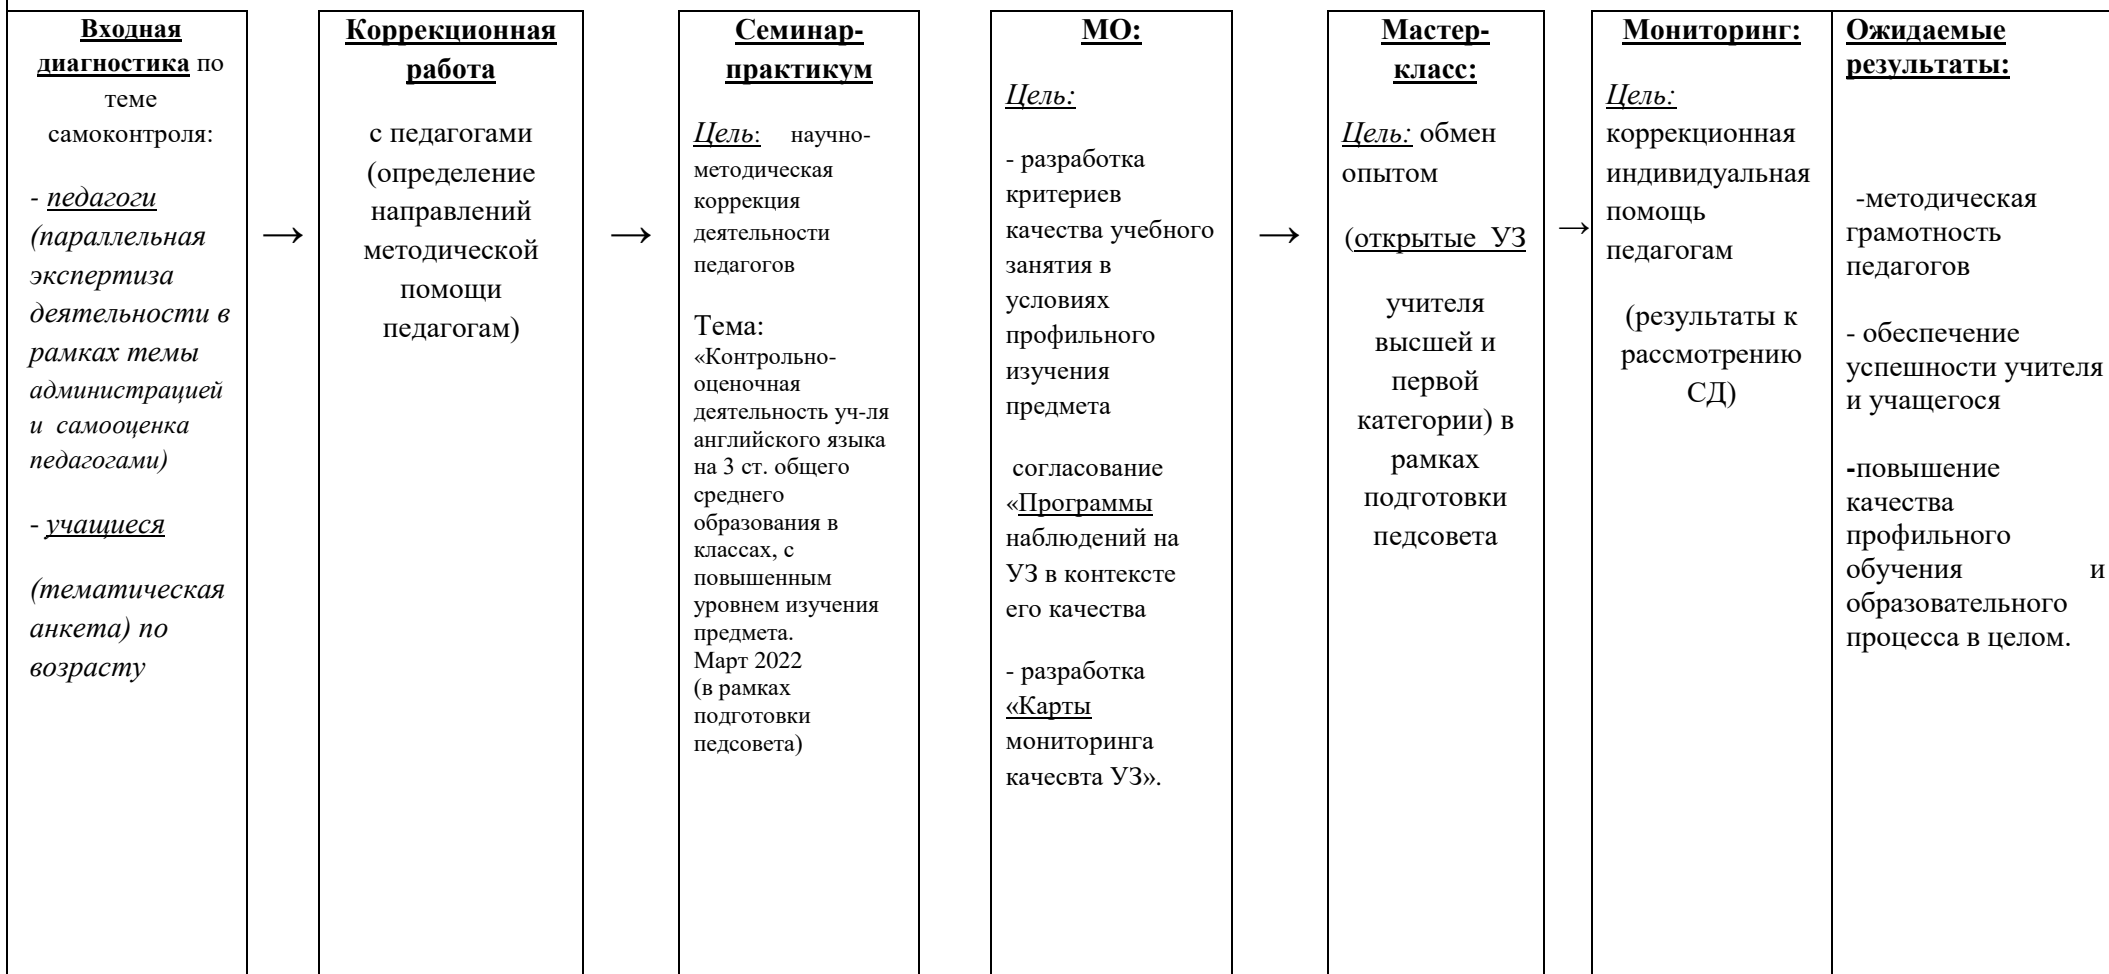 Входная
диагностика по
теме
самоконтроля:
- педагоги
(параллельная
экспертиза
деятельности в
рамках темы
администрацией
и самооценка
педагогами)
- учащиеся
(тематическая
анкета) по
возрасту
→
Коррекционная
работа
с педагогами
(определение
направлений
методической
помощи
педагогам)
→
Семинар-
практикум
Цель: научно-
методическая
коррекция
деятельности
педагогов
Тема:
«Контрольно-
оценочная
деятельность уч-ля
английского языка
на 3 ст. общего
среднего
образования в
классах, с
повышенным
уровнем изучения
предмета.
Март 2022
(в рамках
подготовки
педсовета)
МО:
Цель:
- разработка
критериев
качества учебного
занятия в
условиях
профильного
изучения
предмета
согласование
«Программы
наблюдений на
УЗ в контексте
его качества
- разработка
«Карты
мониторинга
качесвта УЗ».
→
Мастер-
класс:
Цель: обмен
опытом
(открытые УЗ
учителя
высшей и
первой
категории) в
рамках
подготовки
педсовета
→
Мониторинг:
Цель:
коррекционная
индивидуальная
помощь
педагогам
(результаты к
рассмотрению
СД)
Ожидаемые
результаты:
-методическая
грамотность
педагогов
- обеспечение
успешности учителя
и учащегося
-повышение
качества
профильного
обучения и
образовательного
процесса в целом.